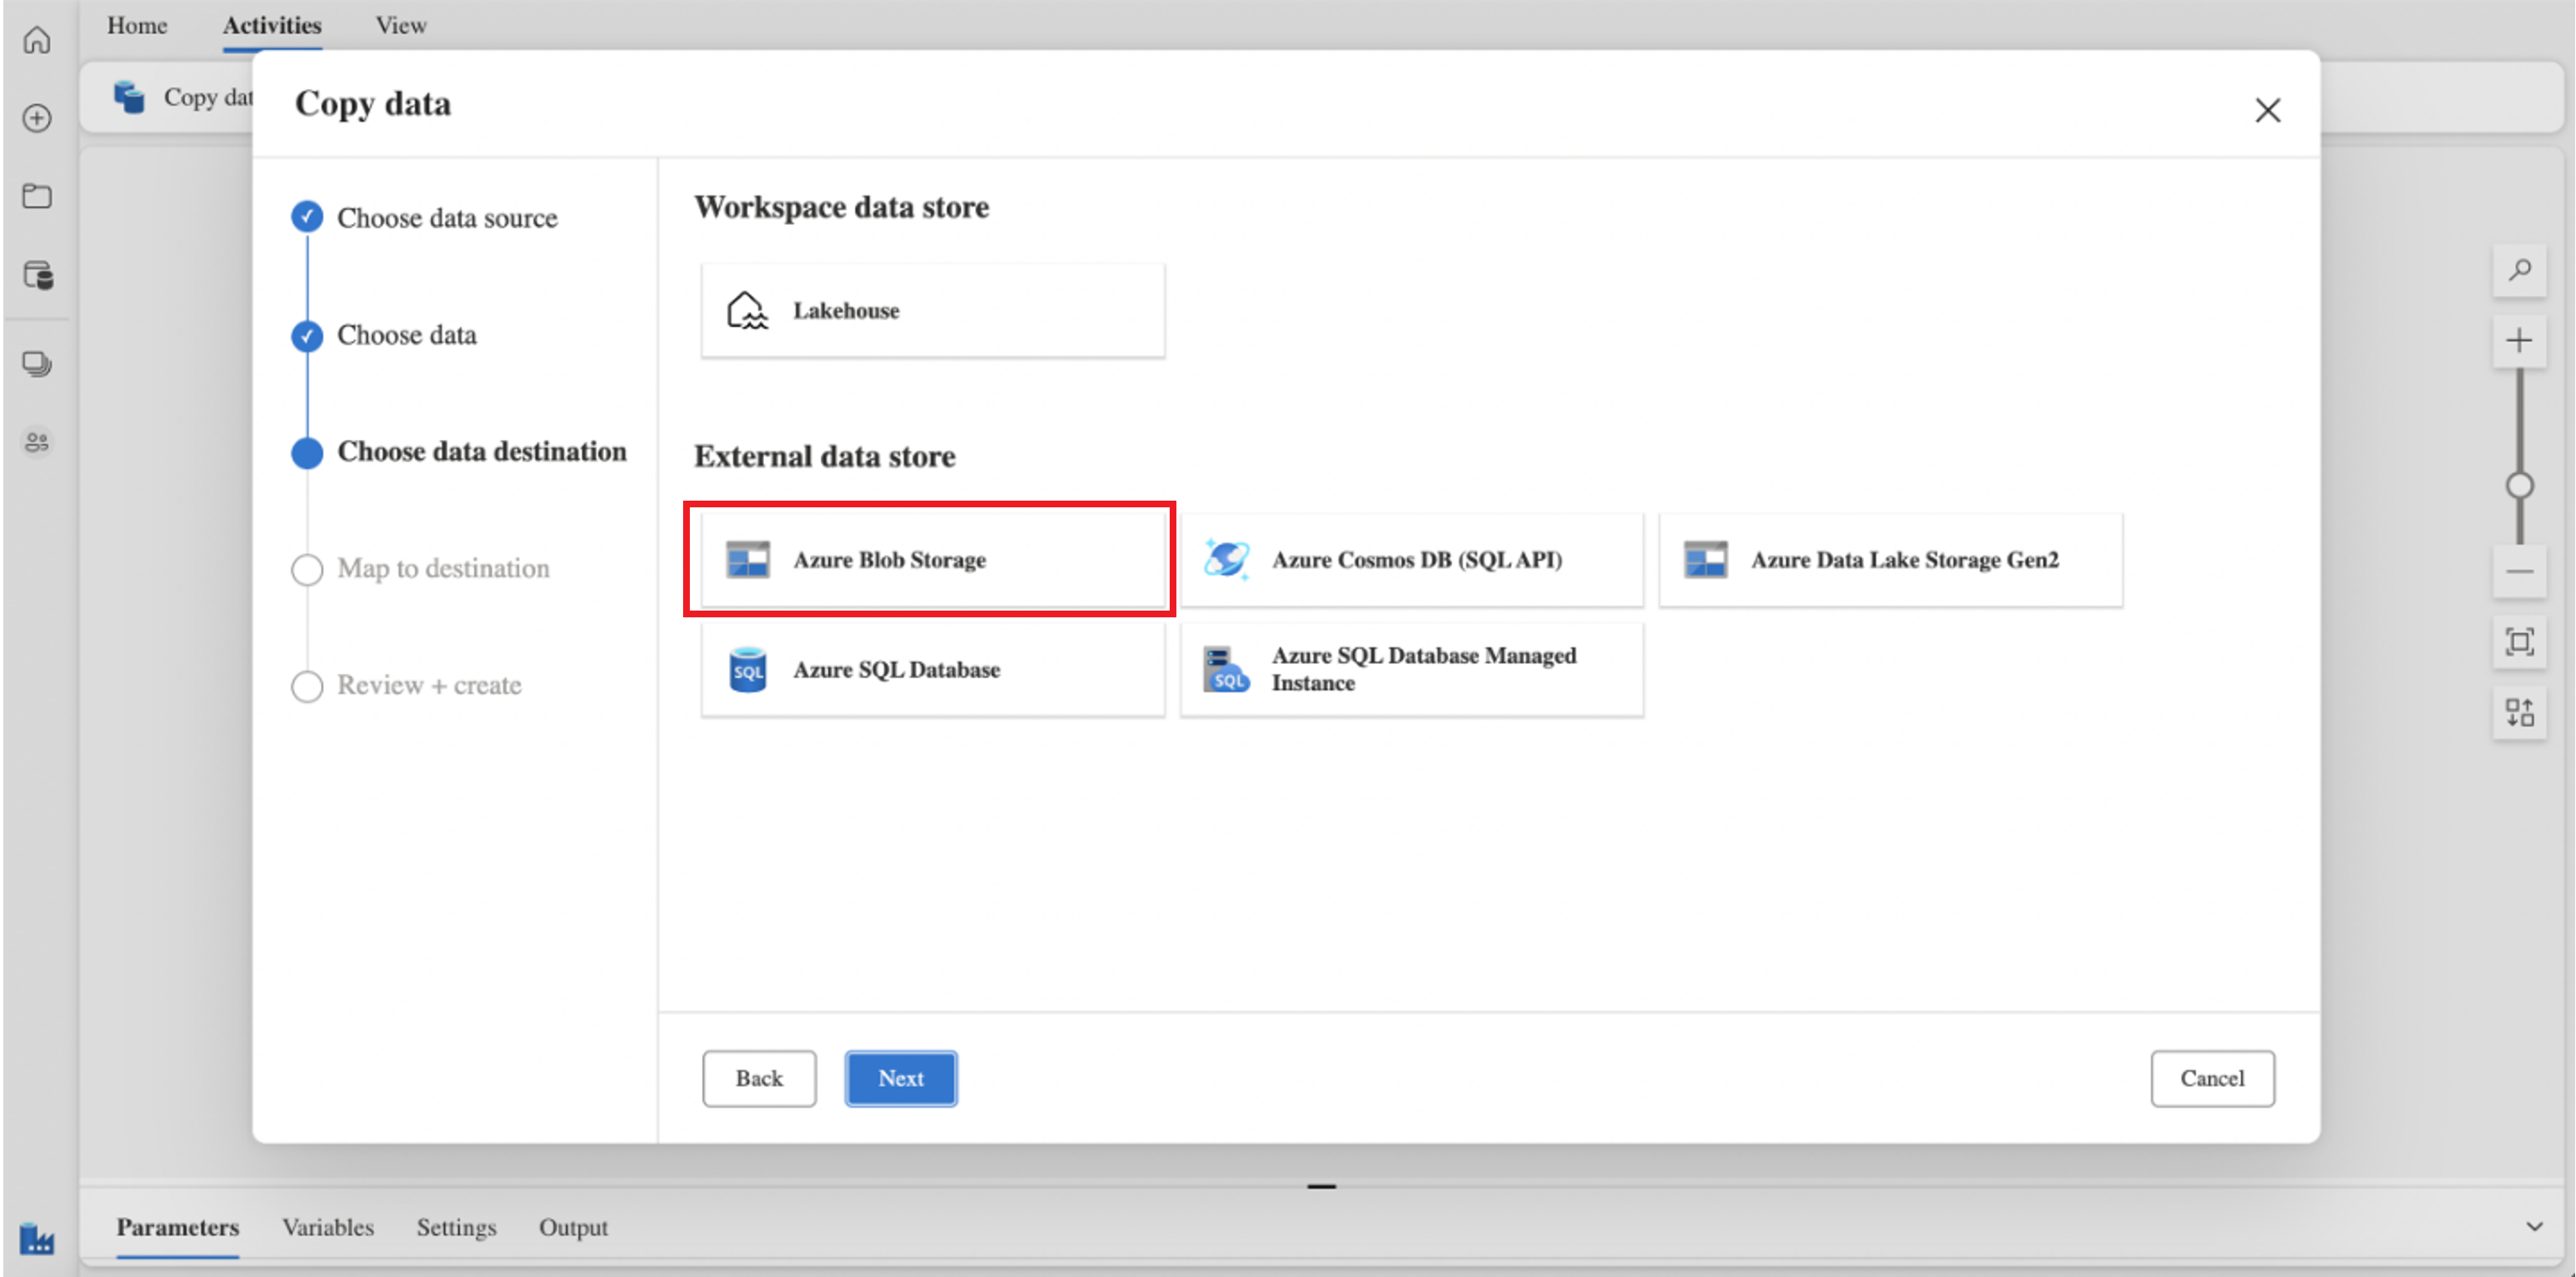 Home Activities View
Copy dat
Copy data
Choose data source
Choose data
Choose data destination
Map to destination
Review + create
Workspace data store
Lakehouse
External data store
Azure Blob Storage
Azure Cosmos DB (SQL API)
Azure Data Lake Storage Gen2
SQL
Azure SQL Database
SQL
Azure SQL Database Managed
Instance
Back Next Cancel
Parameters Variables Settings Output